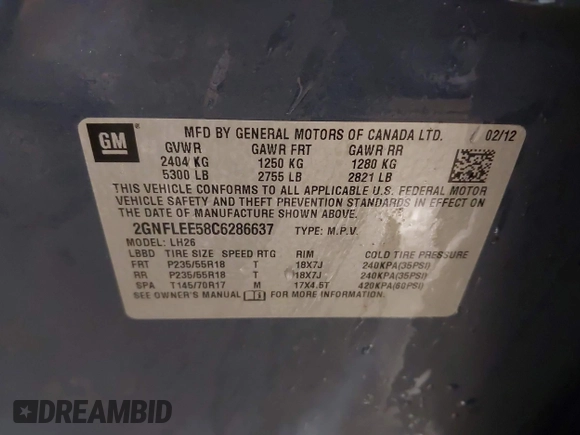 GM
MFD BY GENERAL MOTORS OF CANADA LTD. 02/12
GVWR GAWR FRT GAWR RR
2404 KG 1250 KG 1280 KG
5300 LB 2755 LB 2821 LB
THIS VEHICLE CONFORMS TO ALL APPLICABLE U.S. FEDERAL MOTOR
VEHICLE SAFETY AND THEFT PREVENTION STANDARDS IN EFFECT ON
THE DATE OF MANUFACTURE SHOWN ABOVE.
2GNFLEE58C6286637 TYPE: M.P.V.
MODEL: LH26
LBBD TIRE SIZE SPEED RTG RIM COLD TIRE PRESSURE
FRT P235/55R18 T 18X7J 240KPA(35PSI)
RR P235/55R18 T 18X7J 240KPA(35PSI)
SPA T145/70R17 M 17X4.5T 420KPA(60PSI)
SEE OWNER'S MANUAL FOR MORE INFORMATION.
DREAMBID